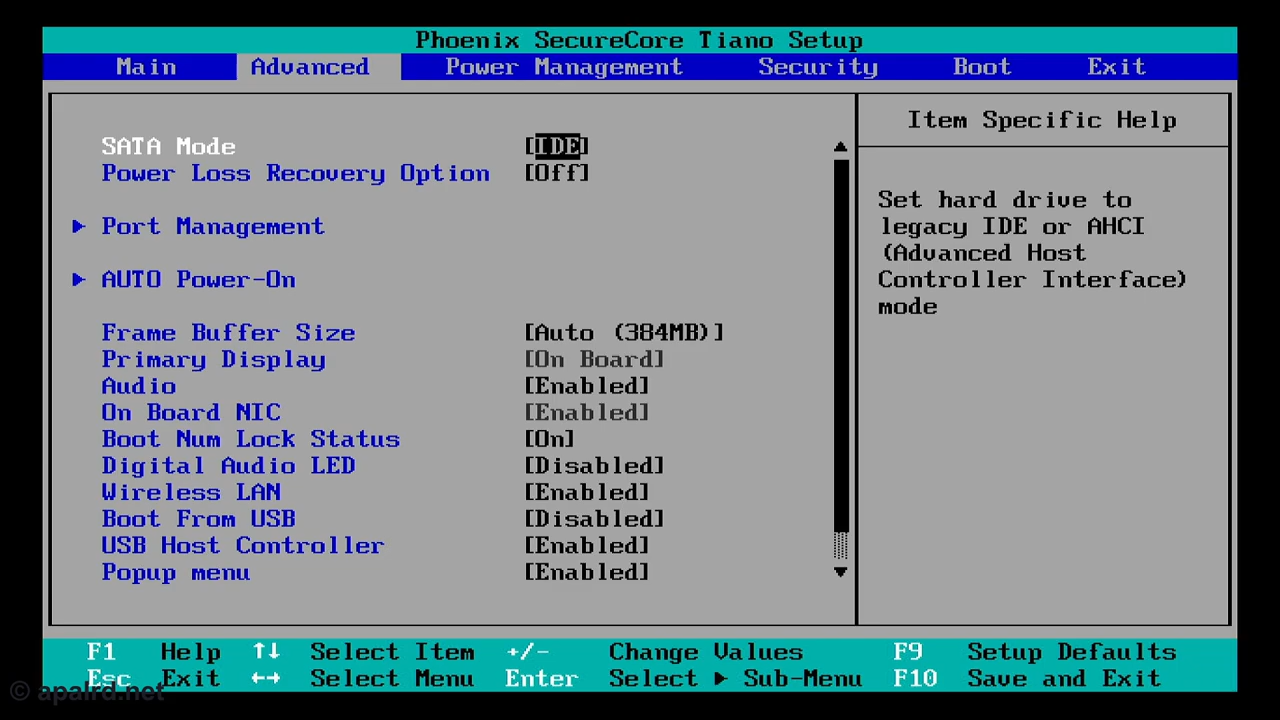 Phoenix SecureCore Tiano Setup
Main Advanced Power Management Security Boot Exit
Item Specific Help
SATA Mode [IDE]
Power Loss Recovery Option [Off]
Port Management
AUTO Power-On
Frame Buffer Size [Auto (384MB)]
Primary Display [On Board]
Audio [Enabled]
On Board NIC [Enabled]
Boot Num Lock Status [On]
Digital Audio LED [Disabled]
Wireless LAN [Enabled]
Boot From USB [Disabled]
USB Host Controller [Enabled]
Popup menu [Enabled]
Set hard drive to
legacy IDE or AHCI
(Advanced Host
Controller Interface)
mode
F1 Help ↑↓ Select Item +/- Change Values F9 Setup Defaults
Esc Exit ←→ Select Menu Enter Select ▶ Sub-Menu F10 Save and Exit
© apalrd.net